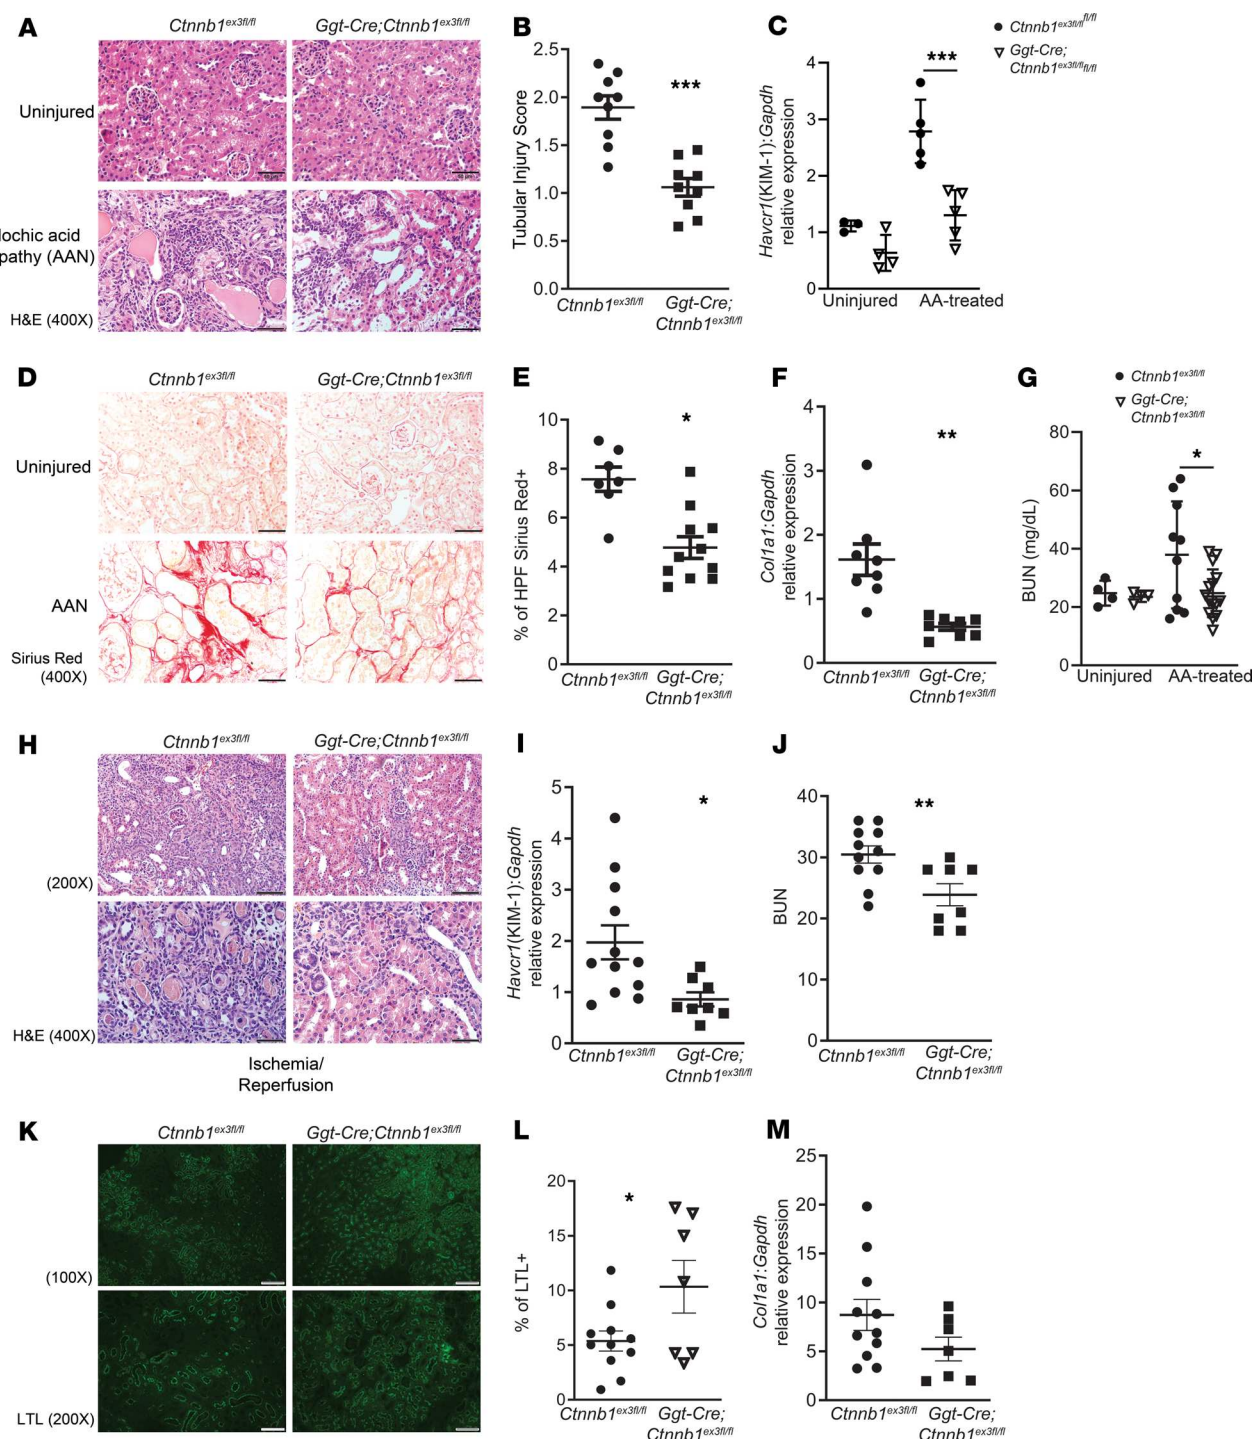 A
Ctnnb1ex3fl/fl
Ggt-Cre;Ctnnb1ex3fl/fl
Uninjured
lochic acid
pathy (AAN)
H&E (400X)
B
Tubular Injury Score
2.5
2.0
1.5
1.0
0.5
0.0
***
Ctnnb1ex3fl/fl
Ggt-Cre;
Ctnnb1ex3fl/fl
C
Ctnnb1ex3fl/fl fl/fl
Ggt-Cre;
Ctnnb1ex3fl/fl fl/fl
Havcr1(KIM-1):Gapdh
relative expression
4
3
2
1
0
***
Uninjured
AA-treated
D
Ctnnb1ex3fl/fl
Ggt-Cre;Ctnnb1ex3fl/fl
Uninjured
AAN
Sirius Red
(400X)
E
% of HPF Sirius Red+
10
8
6
4
2
0
*
Ctnnb1ex3fl/fl
Ggt-Cre;
Ctnnb1ex3fl/fl
F
Col1a1:Gapdh
relative expression
4
3
2
1
0
**
Ctnnb1ex3fl/fl
Ggt-Cre;
Ctnnb1ex3fl/fl
G
Ctnnb1ex3fl/fl
Ggt-Cre;
Ctnnb1ex3fl/fl
BUN (mg/dL)
80
60
40
20
0
*
Uninjured
AA-treated
H
Ctnnb1ex3fl/fl
Ggt-Cre;Ctnnb1ex3fl/fl
(200X)
H&E (400X)
Ischemia/
Reperfusion
I
Havcr1(KIM-1):Gapdh
relative expression
5
4
3
2
1
0
*
Ctnnb1ex3fl/fl
Ggt-Cre;
Ctnnb1ex3fl/fl
J
BUN
40
30
20
10
0
**
Ctnnb1ex3fl/fl
Ggt-Cre;
Ctnnb1ex3fl/fl
K
Ctnnb1ex3fl/fl
Ggt-Cre;Ctnnb1ex3fl/fl
(100X)
LTL (200X)
L
% of LTL+
20
15
10
5
0
*
Ctnnb1ex3fl/fl
Ggt-Cre;
Ctnnb1ex3fl/fl
M
Col1a1:Gapdh
relative expression
25
20
15
10
5
0
Ctnnb1ex3fl/fl
Ggt-Cre;
Ctnnb1ex3fl/fl